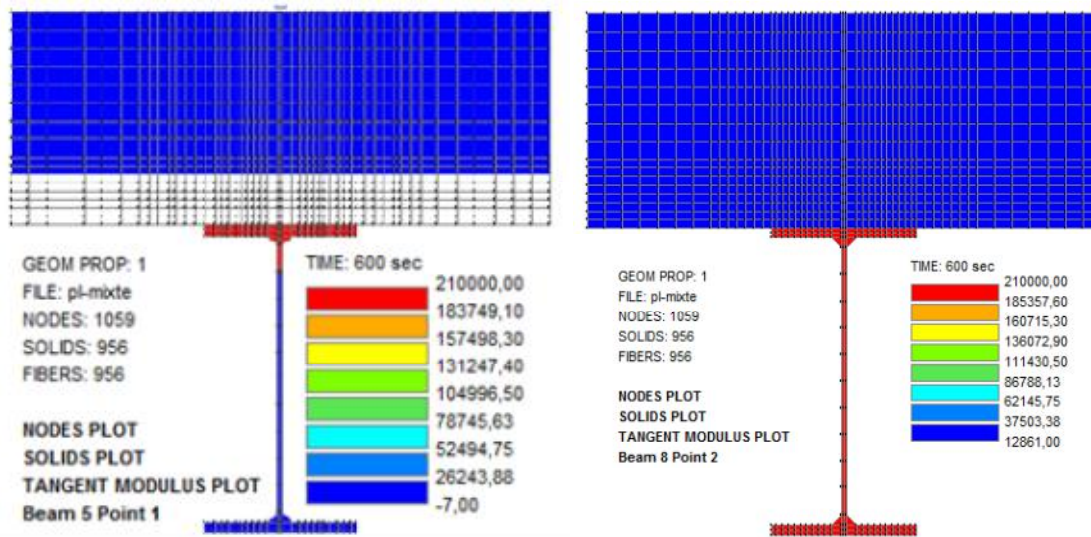 GEOM PROP: 1
FILE: pl-mixte
NODES: 1059
SOLIDS: 956
FIBERS: 956
NODES PLOT
SOLIDS PLOT
TANGENT MODULUS PLOT
Beam 5 Point 1
TIME: 600 sec
210000,00
183749,10
157498,30
131247,40
104996,50
78745,63
52494,75
26243,88
-7,00
GEOM PROP: 1
FILE: pl-mixte
NODES: 1059
SOLIDS: 956
FIBERS: 956
NODES PLOT
SOLIDS PLOT
TANGENT MODULUS PLOT
Beam 8 Point 2
TIME: 600 sec
210000,00
185357,60
160715,30
136072,90
111430,50
86788,13
62145,75
37503,38
12861,00